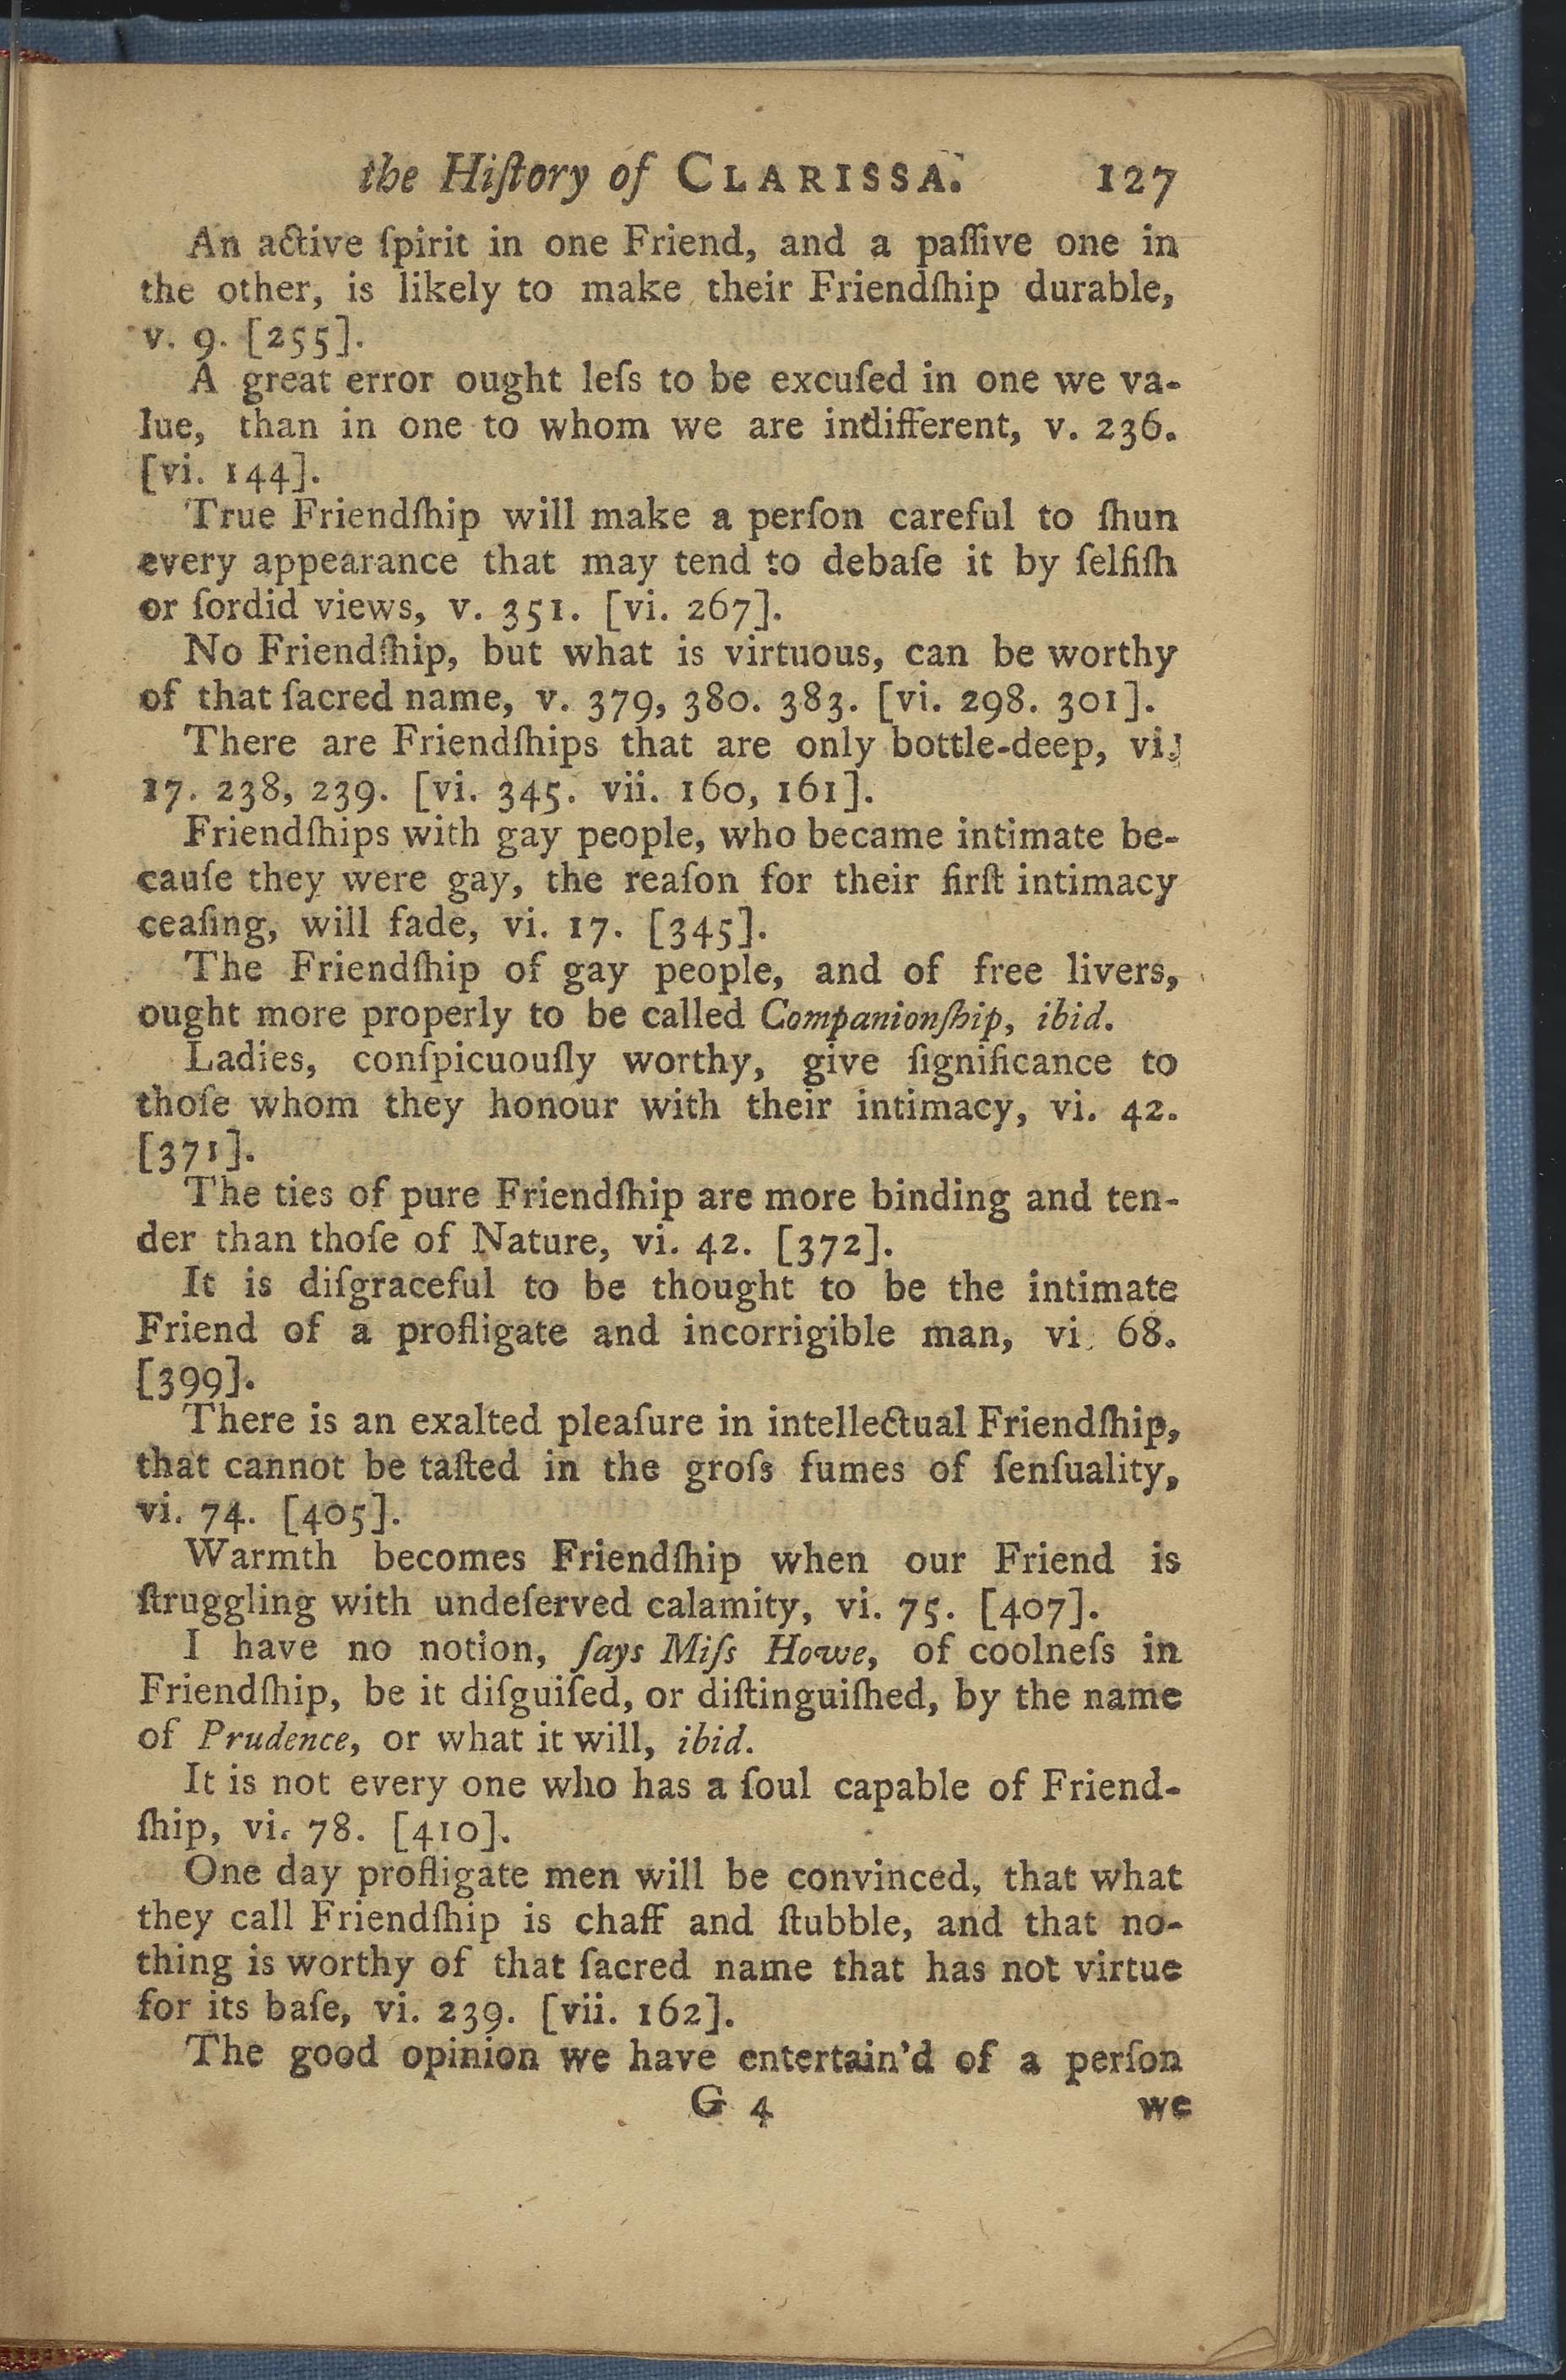 the Hiſtory of CLARISSA. 127
An active ſpirit in one Friend, and a paſſive one in
the other, is likely to make their Friendſhip durable,
v. 9. [255].
A great error ought leſs to be excuſed in one we va-
lue, than in one to whom we are indifferent, v. 236.
[vi. 144].
True Friendſhip will make a perſon careful to ſhun
every appearance that may tend to debaſe it by ſelfiſh
or ſordid views, v. 351. [vi. 267].
No Friendſhip, but what is virtuous, can be worthy
of that ſacred name, v. 379, 380. 383. [vi. 298. 301].
There are Friendſhips that are only bottle-deep, vi.
17. 238, 239. [vi. 345. vii. 160, 161].
Friendſhips with gay people, who became intimate be-
cauſe they were gay, the reaſon for their firſt intimacy
ceaſing, will fade, vi. 17. [345].
The Friendſhip of gay people, and of free livers,
ought more properly to be called Companionſhip, ibid.
Ladies, conſpicuouſly worthy, give ſignificance to
thoſe whom they honour with their intimacy, vi. 42.
[371].
The ties of pure Friendſhip are more binding and ten-
der than thoſe of Nature, vi. 42. [372].
It is diſgraceful to be thought to be the intimate
Friend of a profligate and incorrigible man, vi. 68.
[399].
There is an exalted pleaſure in intellectual Friendſhip,
that cannot be taſted in the groſs fumes of ſenſuality,
vi. 74. [405].
Warmth becomes Friendſhip when our Friend is
ſtruggling with undeſerved calamity, vi. 75. [407].
I have no notion, ſays Miſs Howe, of coolneſs in
Friendſhip, be it diſguiſed, or diſtinguiſhed, by the name
of Prudence, or what it will, ibid.
It is not every one who has a ſoul capable of Friend-
ſhip, vi. 78. [410].
One day profligate men will be convinced, that what
they call Friendſhip is chaff and ſtubble, and that no-
thing is worthy of that ſacred name that has not virtue
for its baſe, vi. 239. [vii. 162].
The good opinion we have entertain'd of a perſon
G 4 we